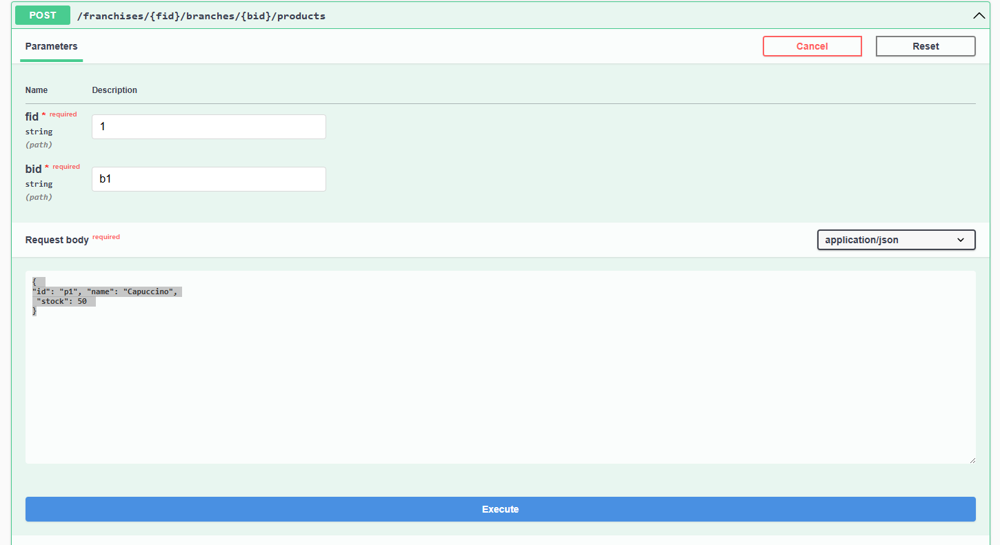 POST /franchises/{fid}/branches/{bid}/products
Parameters
Cancel
Reset
Name Description
fid * required
string
(path)
1
bid * required
string
(path)
b1
Request body required
application/json
{
"id": "p1", "name": "Capuccino",
"stock": 50
}
Execute